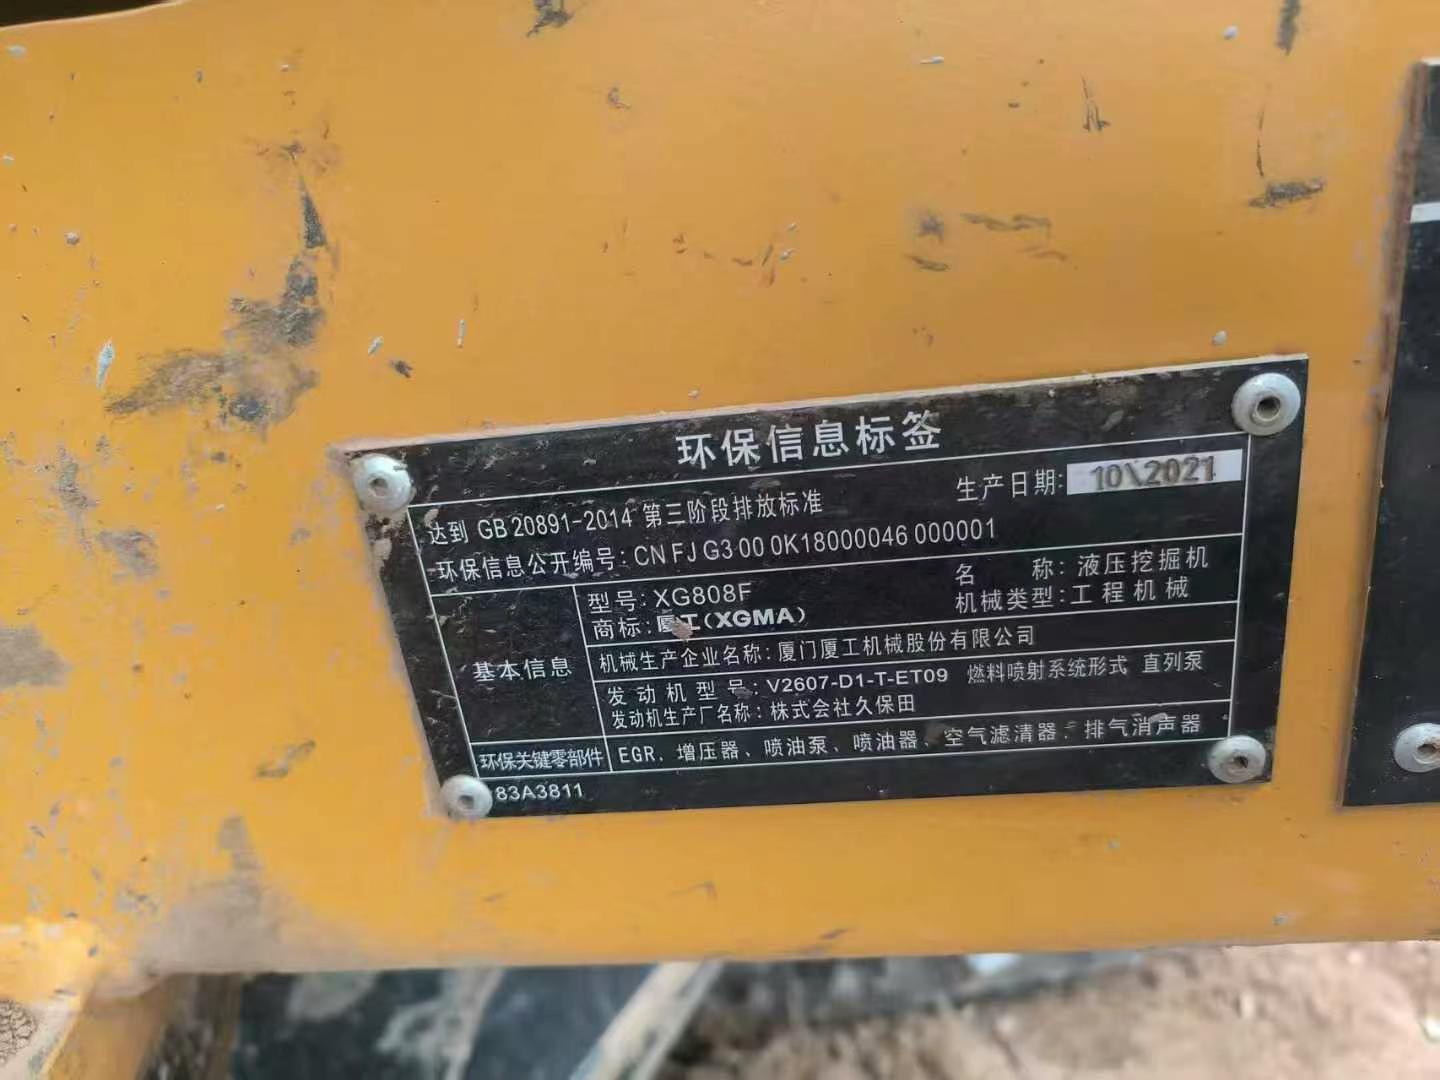 环保信息标签
达到 GB 20891-2014 第三阶段排放标准 生产日期: 10\2021
环保信息公开编号: CN FJ G3 00 0K18000046 000001
基本信息
型号: XG808F 名 称: 液压挖掘机
商标: 厦工(XGMA) 机械类型: 工程机械
机械生产企业名称: 厦门厦工机械股份有限公司
发动机型号: V2607-D1-T-ET09 燃料喷射系统形式 直列泵
发动机生产厂名称: 株式会社久保田
环保关键零部件 EGR、增压器、喷油泵、喷油器、空气滤清器、排气消声器
83A3811